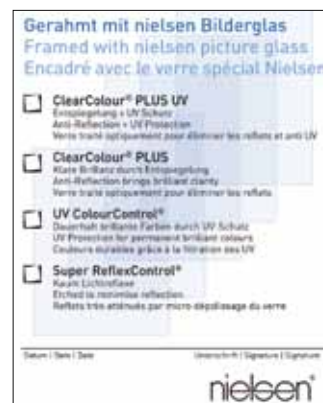 Gerahmt mit nielsen Bilderglas
Framed with nielsen picture glass
Encadré avec le verre spécial Nielsen
ClearColour® PLUS UV
Entspiegelung + UV Schutz
Anti-Reflection + UV Protection
Verre traité optiquement pour éliminer les reflets et anti UV
ClearColour® PLUS
Klare Brillanz durch Entspiegelung
Anti-Reflection brings brilliant clarity
Verre traité optiquement pour éliminer les reflets
UV ColourControl®
Dauerhaft brillante Farben durch UV Schutz
UV Protection for permanent brilliant colours
Couleurs durables grâce à la filtration des UV
Super ReflexControl®
Kaum Lichtreflexe
Etched to minimise reflection
Reflets très atténués par micro dépolissage du verre
Datum | Date | Date Unterschrift | Signature | Signature
nielsen®